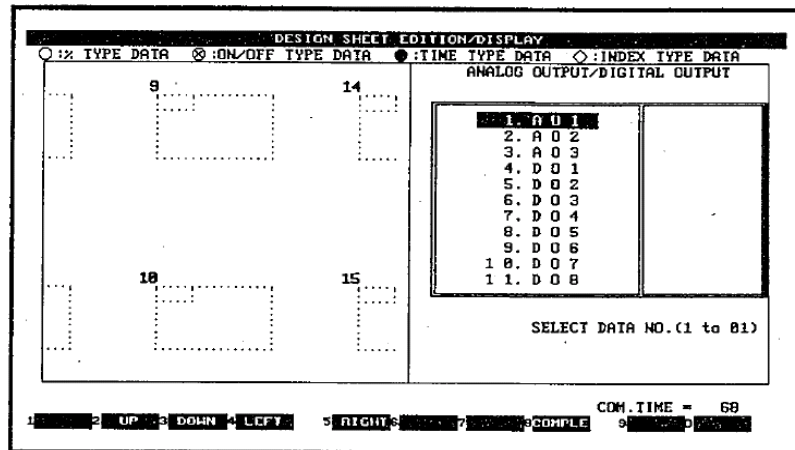 DESIGN SHEET EDITION/DISPLAY
○:% TYPE DATA ⊗:ON/OFF TYPE DATA ●:TIME TYPE DATA ◇:INDEX TYPE DATA
ANALOG OUTPUT/DIGITAL OUTPUT
9 14
1. A O 1
2. A O 2
3. A O 3
4. D O 1
5. D O 2
6. D O 3
7. D O 4
8. D O 5
9. D O 6
1 0. D O 7
1 1. D O 8
10 15
SELECT DATA NO.(1 to 01)
COM.TIME = 60
1 2 UP 3 DOWN 4 LEFT 5 RIGHT 6 7 8 COMPLE 9 0